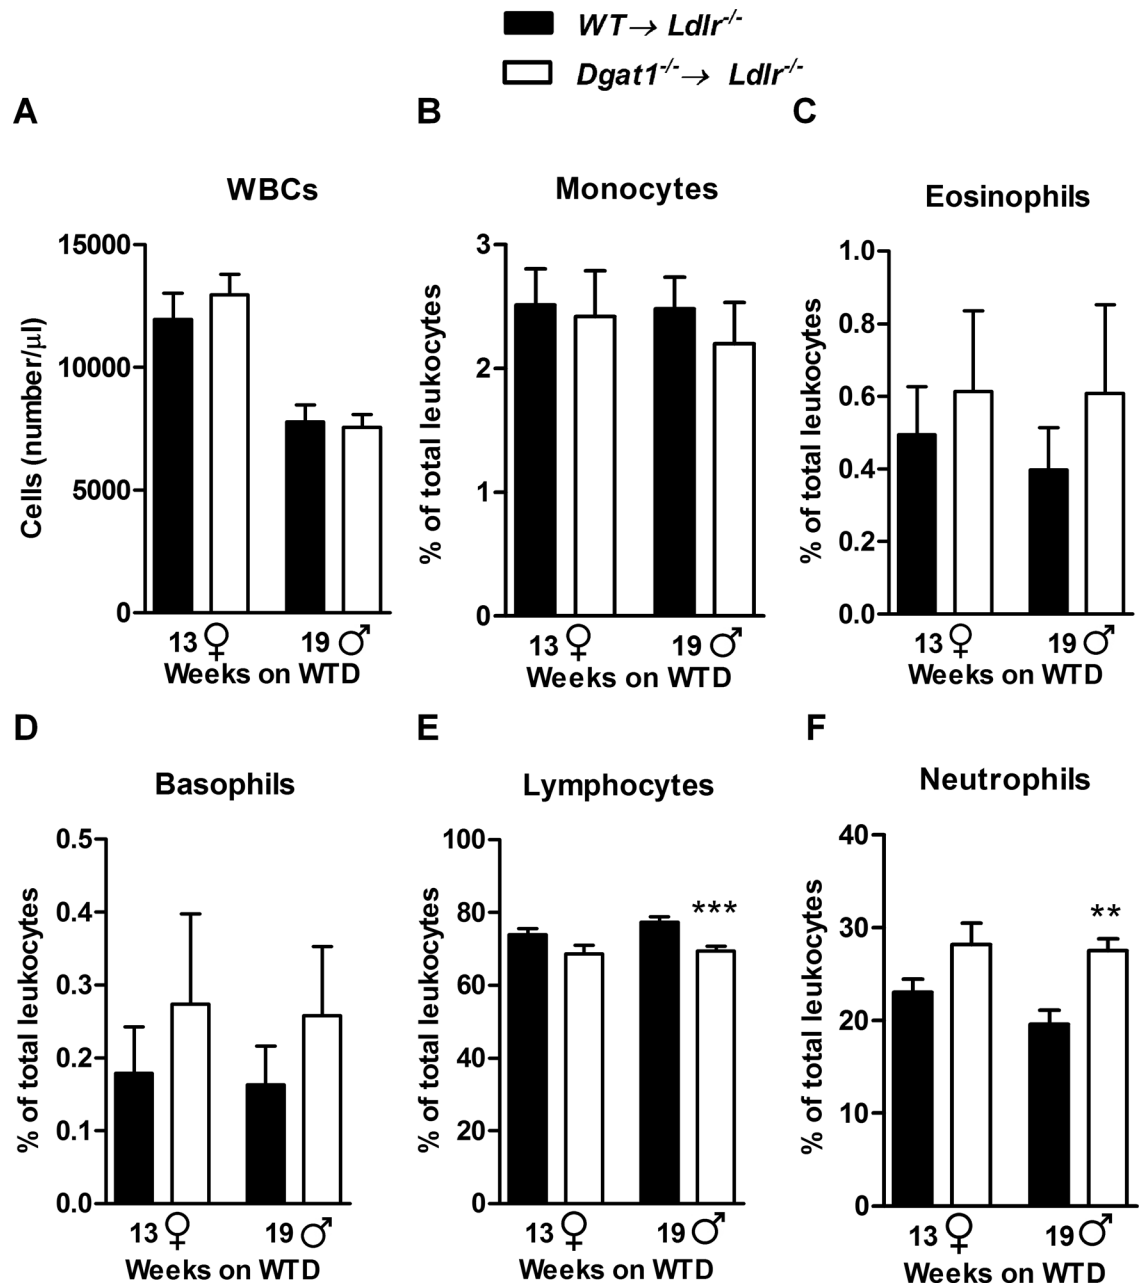 WT→ Ldlr-/-
Dgat1-/-→ Ldlr-/-
A
B
C
WBCs
Monocytes
Eosinophils
Cells (number/µl)
15000
10000
5000
0
13 ♀ 19 ♂
Weeks on WTD
% of total leukocytes
3
2
1
0
13 ♀ 19 ♂
Weeks on WTD
% of total leukocytes
1.0
0.8
0.6
0.4
0.2
0.0
13 ♀ 19 ♂
Weeks on WTD
D
E
F
Basophils
Lymphocytes
Neutrophils
% of total leukocytes
0.5
0.4
0.3
0.2
0.1
0.0
13 ♀ 19 ♂
Weeks on WTD
% of total leukocytes
100
80
60
40
20
0
***
13 ♀ 19 ♂
Weeks on WTD
% of total leukocytes
40
30
20
10
0
**
13 ♀ 19 ♂
Weeks on WTD